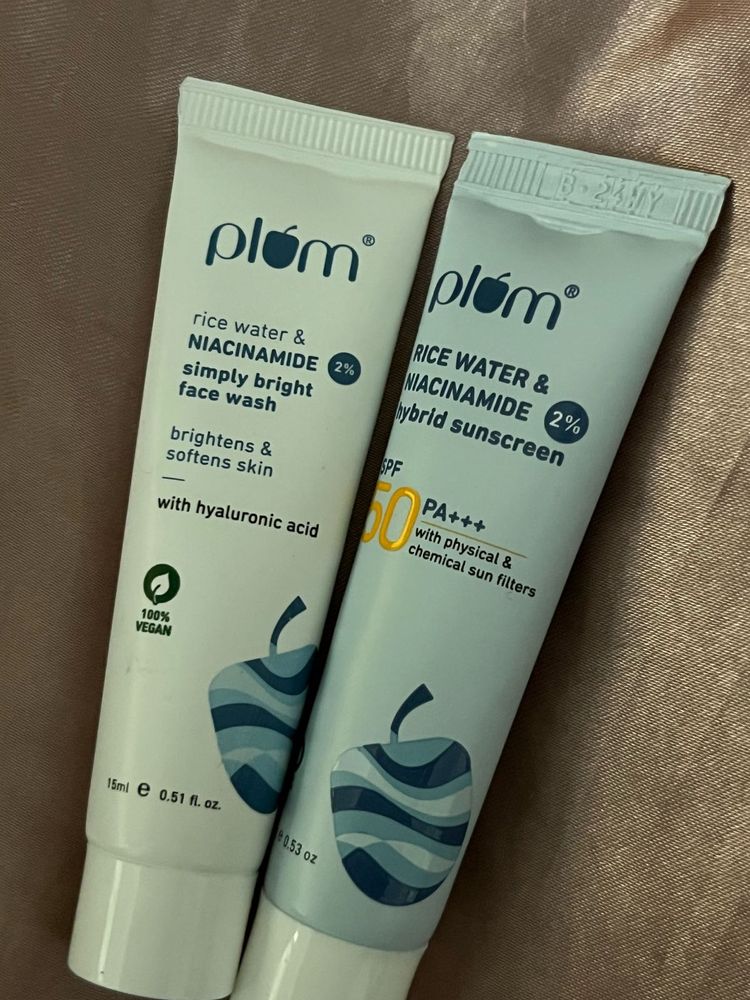 plum®
rice water &
NIACINAMIDE 2%
simply bright
face wash
brightens &
softens skin
with hyaluronic acid
100%
VEGAN
15ml e 0.51 fl. oz.
plum®
RICE WATER &
NIACINAMIDE 2%
hybrid sunscreen
SPF
50 PA+++
with physical &
chemical sun filters
e 0.53 oz